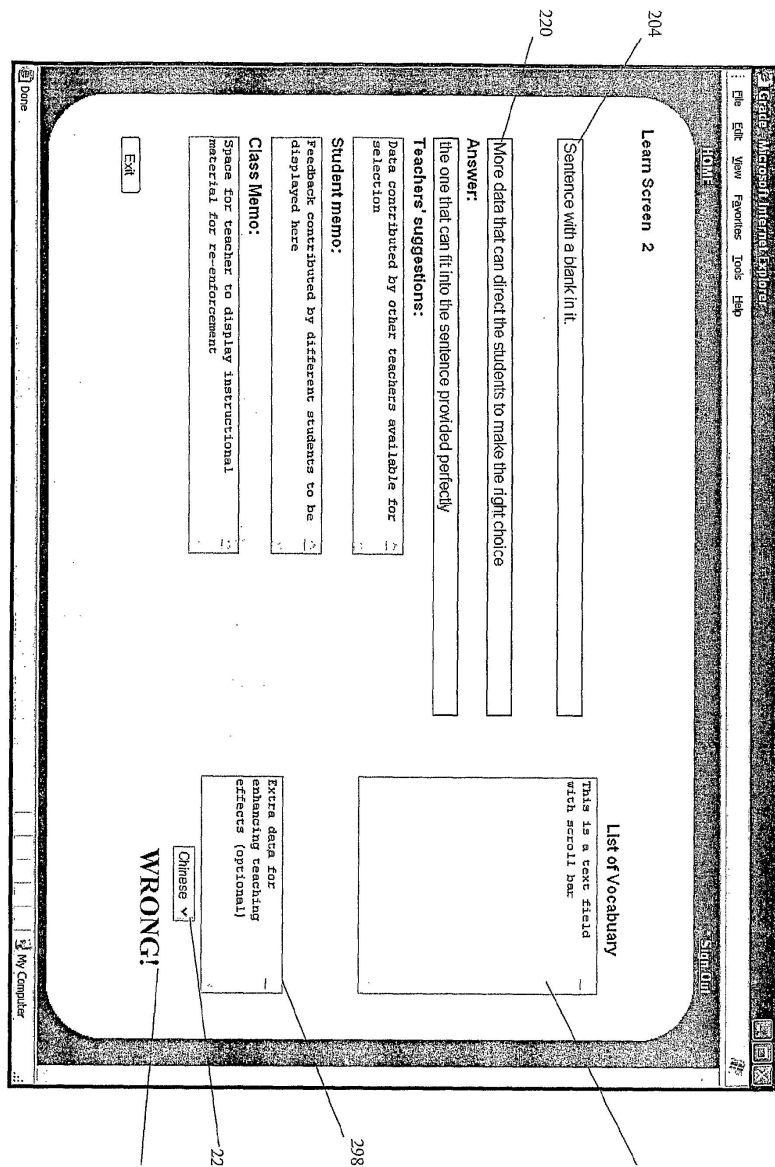 Grade - Microsoft Internet Explorer
File Edit View Favorites Tools Help
HOME
Sign Out
Learn Screen 2
204
Sentence with a blank in it.
220
More data that can direct the students to make the right choice
Answer:
the one that can fit into the sentence provided perfectly
Teachers' suggestions:
Data contributed by other teachers available for
selection
Student memo:
Feedback contributed by different students to be
displayed here
Class Memo:
Space for teacher to display instructional
material for re-enforcement
Exit
List of Vocabuary
This is a text field
with scroll bar
Extra data for
enhancing teaching
effects (optional)
298
Chinese
22
WRONG!
Done
My Computer